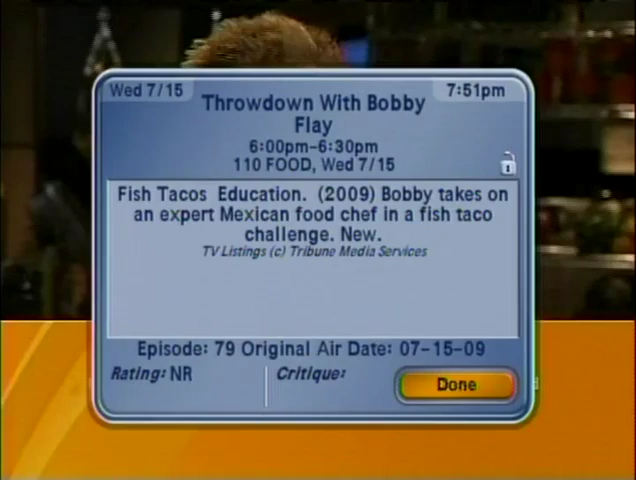 Wed 7/15
7:51pm
Throwdown With Bobby
Flay
6:00pm-6:30pm
110 FOOD, Wed 7/15
Fish Tacos Education. (2009) Bobby takes on
an expert Mexican food chef in a fish taco
challenge. New.
TV Listings (c) Tribune Media Services
Episode: 79 Original Air Date: 07-15-09
Rating: NR
Critique:
Done